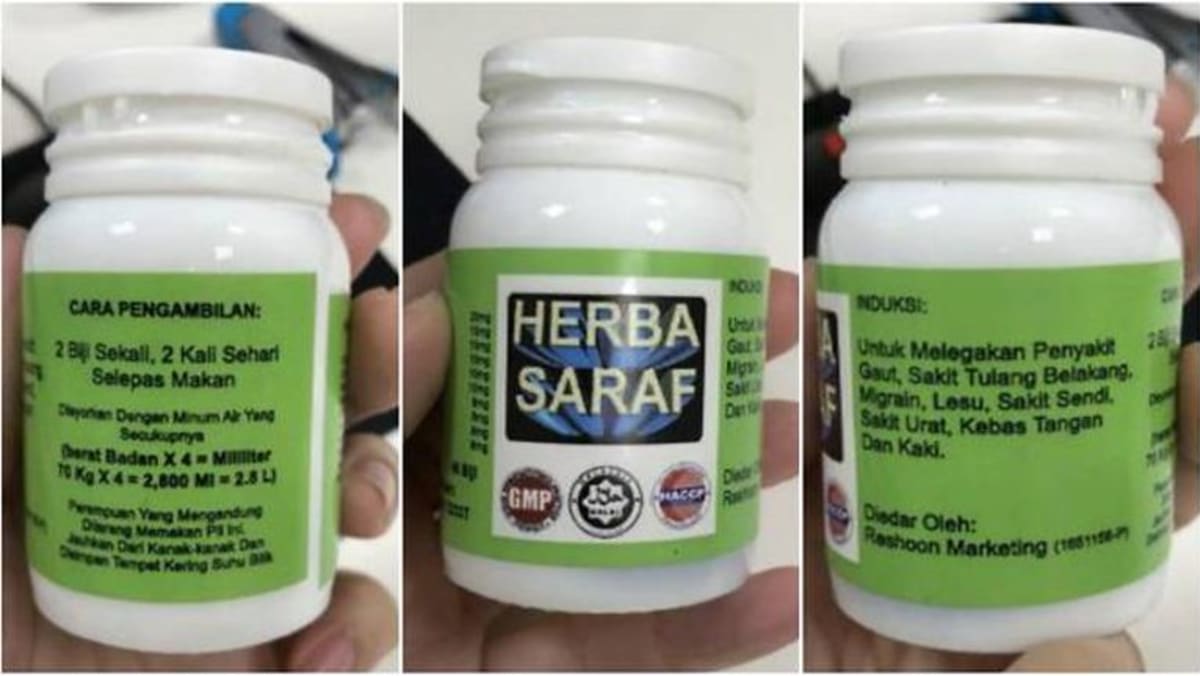 CARA PENGAMBILAN:
2 Biji Sekali, 2 Kali Sehari
Selepas Makan
Disyorkan Dengan Minum Air Yang
Secukupnya
(berat Badan X 4 = Mililiter
70 Kg X 4 = 2,800 Ml = 2.8 L)
Perempuan Yang Mengandung
Dilarang Memakan Pil Ini.
Jauhkan Dari Kanak-kanak Dan
Disimpan Tempat Kering Suhu Bilik
HERBA
SARAF
GMP
HALAL
HACCP
INDUKSI:
Untuk Melegakan Penyakit
Gaut, Sakit Tulang Belakang,
Migrain, Lesu, Sakit Sendi,
Sakit Urat, Kebas Tangan
Dan Kaki.
Diedar Oleh:
Reshoon Marketing